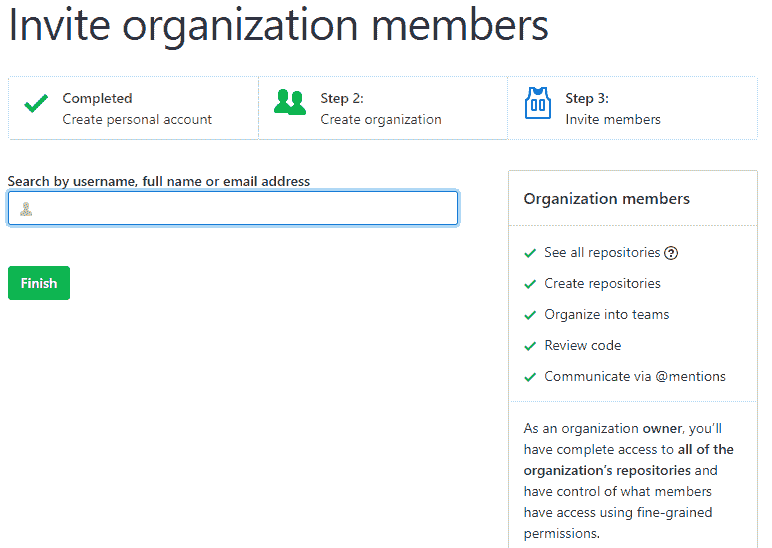 Invite organization members
Completed
Create personal account
Step 2:
Create organization
Step 3:
Invite members
Search by username, full name or email address
Finish
Organization members
See all repositories
Create repositories
Organize into teams
Review code
Communicate via @mentions
As an organization owner, you’ll
have complete access to all of the
organization’s repositories and
have control of what members
have access using fine-grained
permissions.